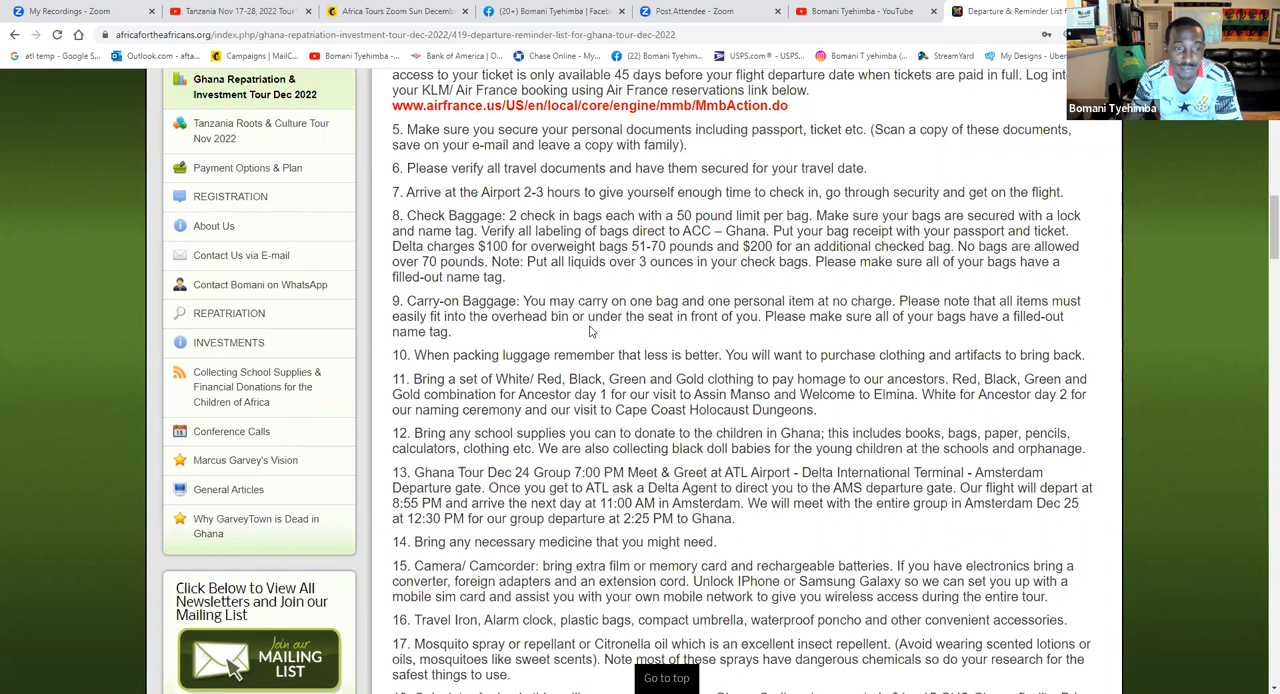 My Recordings - Zoom
Tanzania Nov 17-28, 2022 Tour
Africa Tours Zoom Sun Decemb
(20+) Bomani Tyehimba | Facebo
Post Attendee - Zoom
Bomani Tyehimba - YouTube
Departure & Reminder List f
africafortheafricans.org/index.php/ghana-repatriation-investment-tour-dec-2022/419-departure-reminder-list-for-ghana-tour-dec-2022
atl temp - Google S...
Outlook.com - afta...
Campaigns | MailC...
Bomani Tyehimba -...
Bank of America | O...
Chase Online - Mak...
(22) Bomani Tyehimba
USPS.com® - USPS...
Bomani T yehimba (...
StreamYard
My Designs - Uber
Bomani Tyehimba
Ghana Repatriation &
Investment Tour Dec 2022
Tanzania Roots & Culture Tour
Nov 2022
Payment Options & Plan
REGISTRATION
About Us
Contact Us via E-mail
Contact Bomani on WhatsApp
REPATRIATION
INVESTMENTS
Collecting School Supplies &
Financial Donations for the
Children of Africa
Conference Calls
Marcus Garvey's Vision
General Articles
Why GarveyTown is Dead in
Ghana
Click Below to View All
Newsletters and Join our
Mailing List
Join our
MAILING
LIST
access to your ticket is only available 45 days before your flight departure date when tickets are paid in full. Log int
your KLM/ Air France booking using Air France reservations link below.
www.airfrance.us/US/en/local/core/engine/mmb/MmbAction.do
5. Make sure you secure your personal documents including passport, ticket etc. (Scan a copy of these documents,
save on your e-mail and leave a copy with family).
6. Please verify all travel documents and have them secured for your travel date.
7. Arrive at the Airport 2-3 hours to give yourself enough time to check in, go through security and get on the flight.
8. Check Baggage: 2 check in bags each with a 50 pound limit per bag. Make sure your bags are secured with a lock
and name tag. Verify all labeling of bags direct to ACC – Ghana. Put your bag receipt with your passport and ticket.
Delta charges $100 for overweight bags 51-70 pounds and $200 for an additional checked bag. No bags are allowed
over 70 pounds. Note: Put all liquids over 3 ounces in your check bags. Please make sure all of your bags have a
filled-out name tag.
9. Carry-on Baggage: You may carry on one bag and one personal item at no charge. Please note that all items must
easily fit into the overhead bin or under the seat in front of you. Please make sure all of your bags have a filled-out
name tag.
10. When packing luggage remember that less is better. You will want to purchase clothing and artifacts to bring back.
11. Bring a set of White/ Red, Black, Green and Gold clothing to pay homage to our ancestors. Red, Black, Green and
Gold combination for Ancestor day 1 for our visit to Assin Manso and Welcome to Elmina. White for Ancestor day 2 for
our naming ceremony and our visit to Cape Coast Holocaust Dungeons.
12. Bring any school supplies you can to donate to the children in Ghana; this includes books, bags, paper, pencils,
calculators, clothing etc. We are also collecting black doll babies for the young children at the schools and orphanage.
13. Ghana Tour Dec 24 Group 7:00 PM Meet & Greet at ATL Airport - Delta International Terminal - Amsterdam
Departure gate. Once you get to ATL ask a Delta Agent to direct you to the AMS departure gate. Our flight will depart at
8:55 PM and arrive the next day at 11:00 AM in Amsterdam. We will meet with the entire group in Amsterdam Dec 25
at 12:30 PM for our group departure at 2:25 PM to Ghana.
14. Bring any necessary medicine that you might need.
15. Camera/ Camcorder: bring extra film or memory card and rechargeable batteries. If you have electronics bring a
converter, foreign adapters and an extension cord. Unlock IPhone or Samsung Galaxy so we can set you up with a
mobile sim card and assist you with your own mobile network to give you wireless access during the entire tour.
16. Travel Iron, Alarm clock, plastic bags, compact umbrella, waterproof poncho and other convenient accessories.
17. Mosquito spray or repellant or Citronella oil which is an excellent insect repellent. (Avoid wearing scented lotions or
oils, mosquitoes like sweet scents). Note most of these sprays have dangerous chemicals so do your research for the
safest things to use.
Go to top